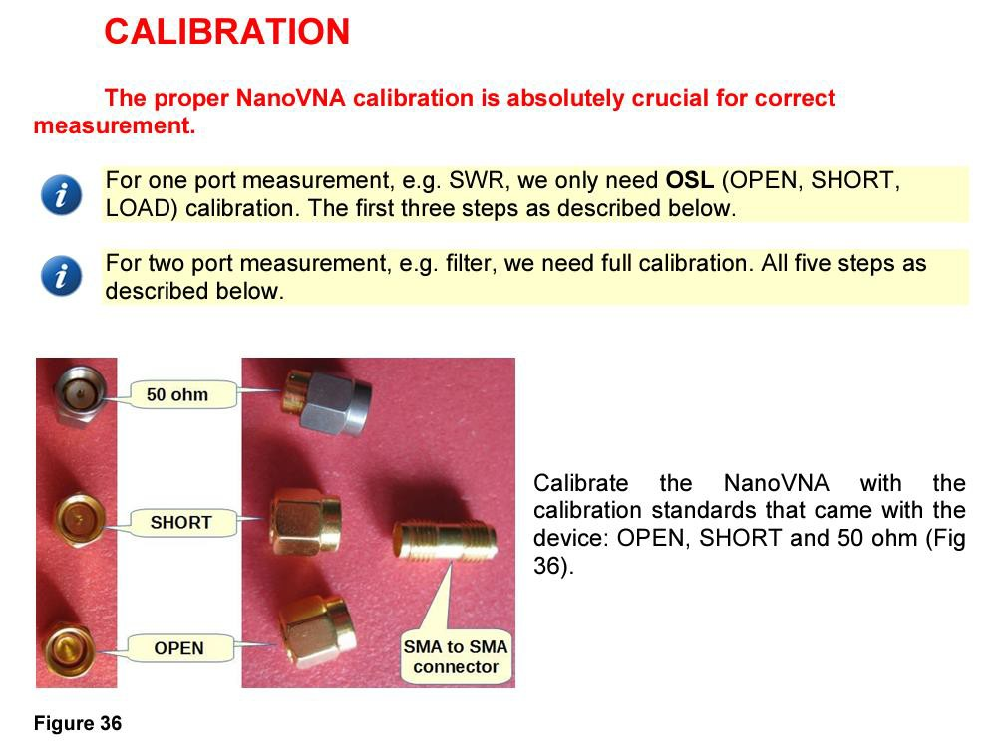 CALIBRATION
The proper NanoVNA calibration is absolutely crucial for correct
measurement.
i
For one port measurement, e.g. SWR, we only need OSL (OPEN, SHORT,
LOAD) calibration. The first three steps as described below.
i
For two port measurement, e.g. filter, we need full calibration. All five steps as
described below.
50 ohm
SHORT
OPEN
SMA to SMA
connector
Calibrate the NanoVNA with the
calibration standards that came with the
device: OPEN, SHORT and 50 ohm (Fig
36).
Figure 36